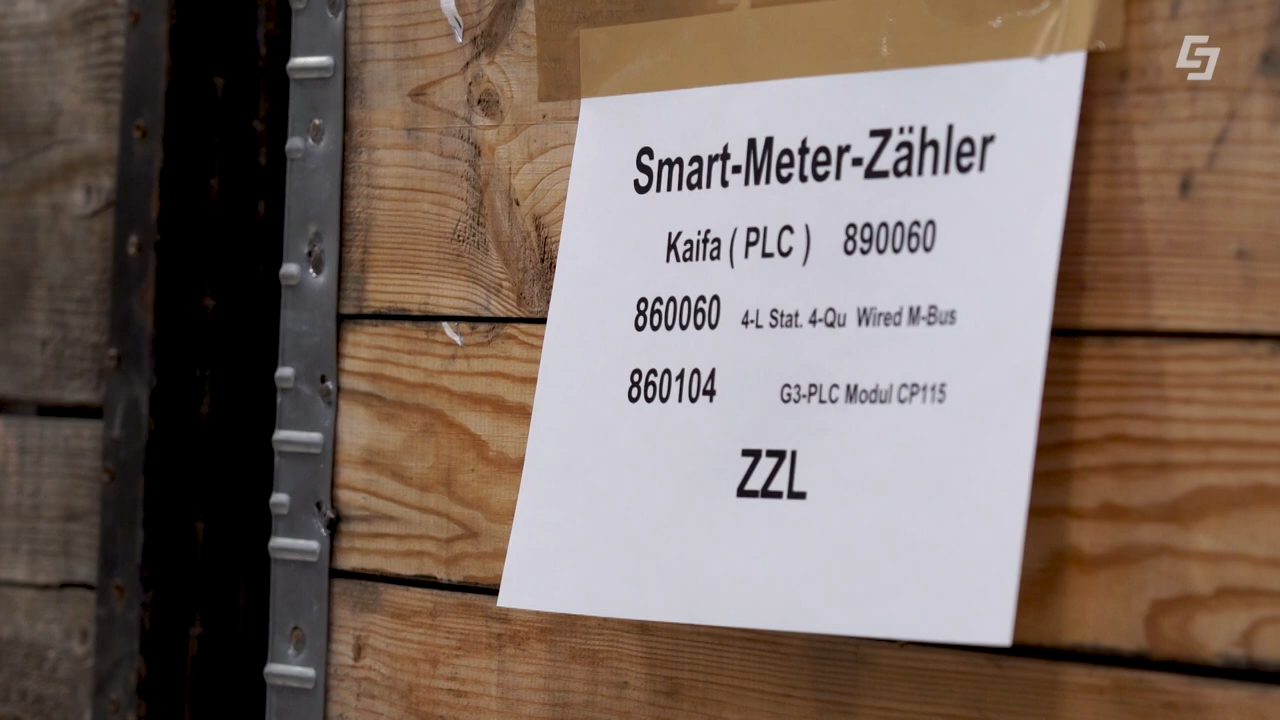 Smart-Meter-Zähler
Kaifa ( PLC ) 890060
860060 4-L Stat. 4-Qu Wired M-Bus
860104 G3-PLC Modul CP115
ZZL